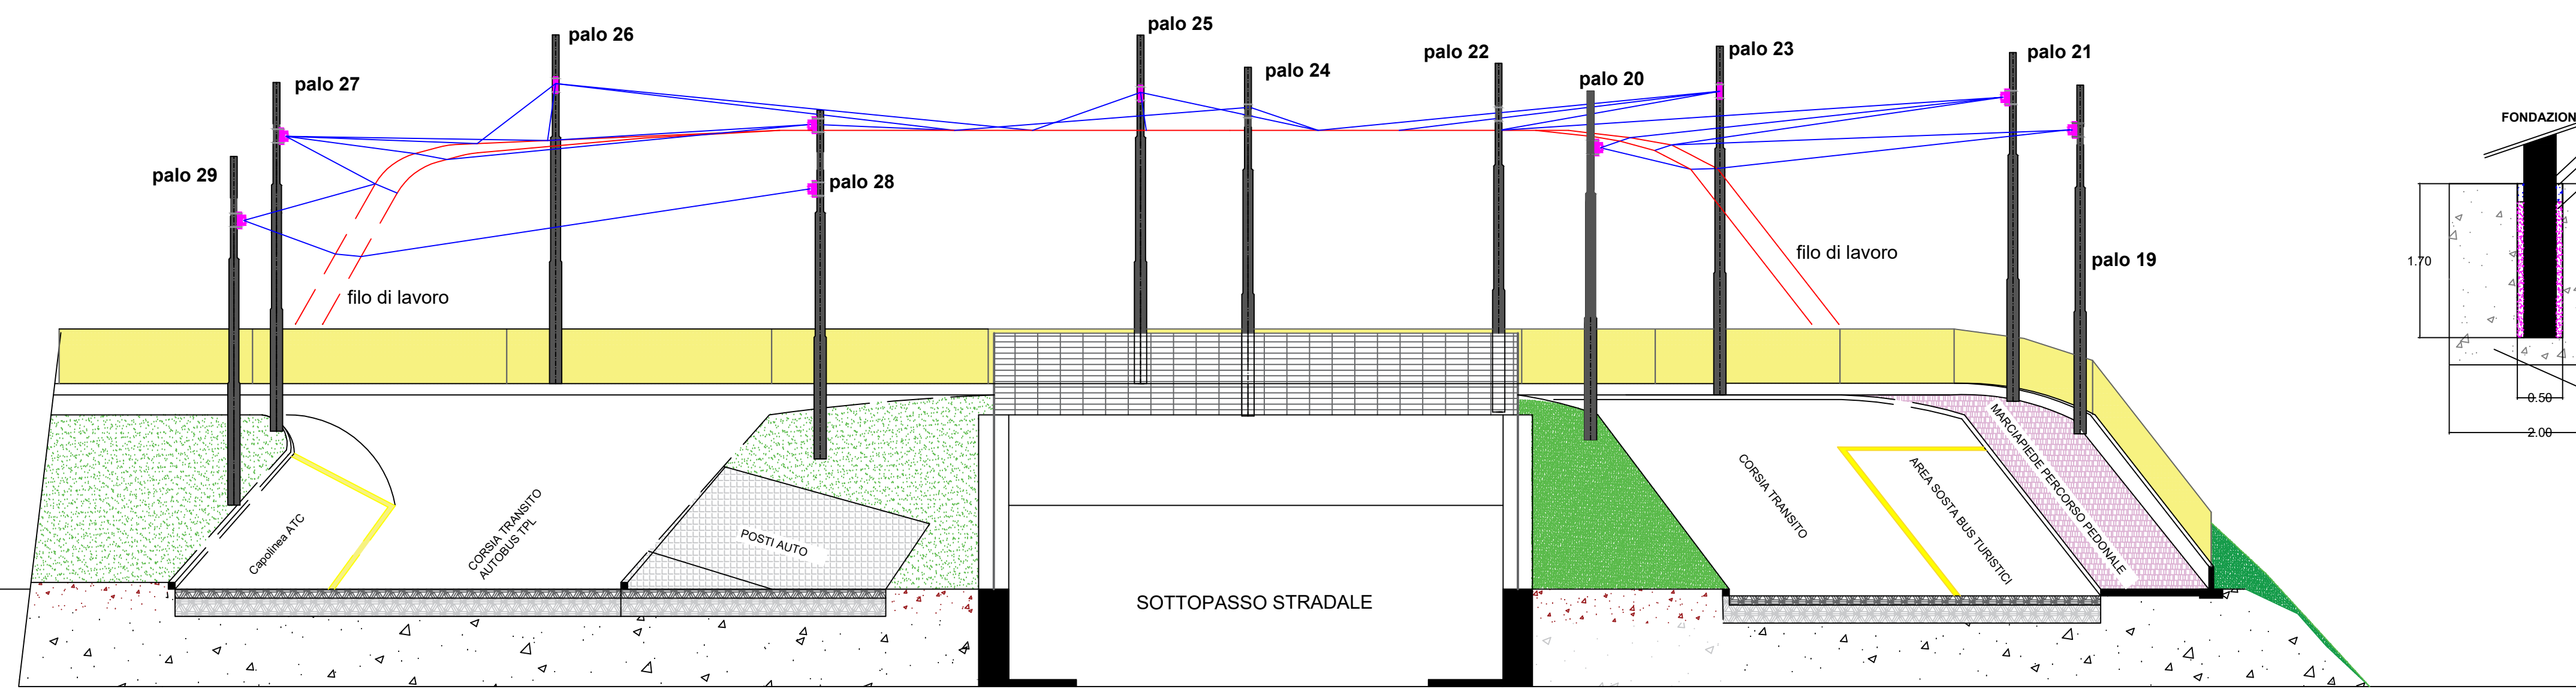 palo 25
palo 26
palo 23
palo 22
palo 21
palo 24
palo 20
palo 27
FONDAZION
palo 29
palo 28
filo di lavoro
palo 19
1.70
filo di lavoro
0.50
2.00
MARCIAPIEDE PERCORSO PEDONALE
CORSIA TRANSITO
AREA SOSTA BUS TURISTICI
Capolinea ATC
CORSIA TRANSITO
AUTOBUS TPL
POSTI AUTO
SOTTOPASSO STRADALE